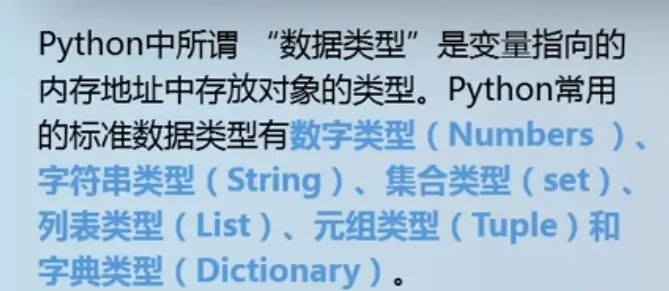 Python中所谓 “数据类型”是变量指向的
内存地址中存放对象的类型。Python常用
的标准数据类型有数字类型（Numbers ）、
字符串类型（String）、集合类型（set）、
列表类型（List）、元组类型（Tuple）和
字典类型（Dictionary）。